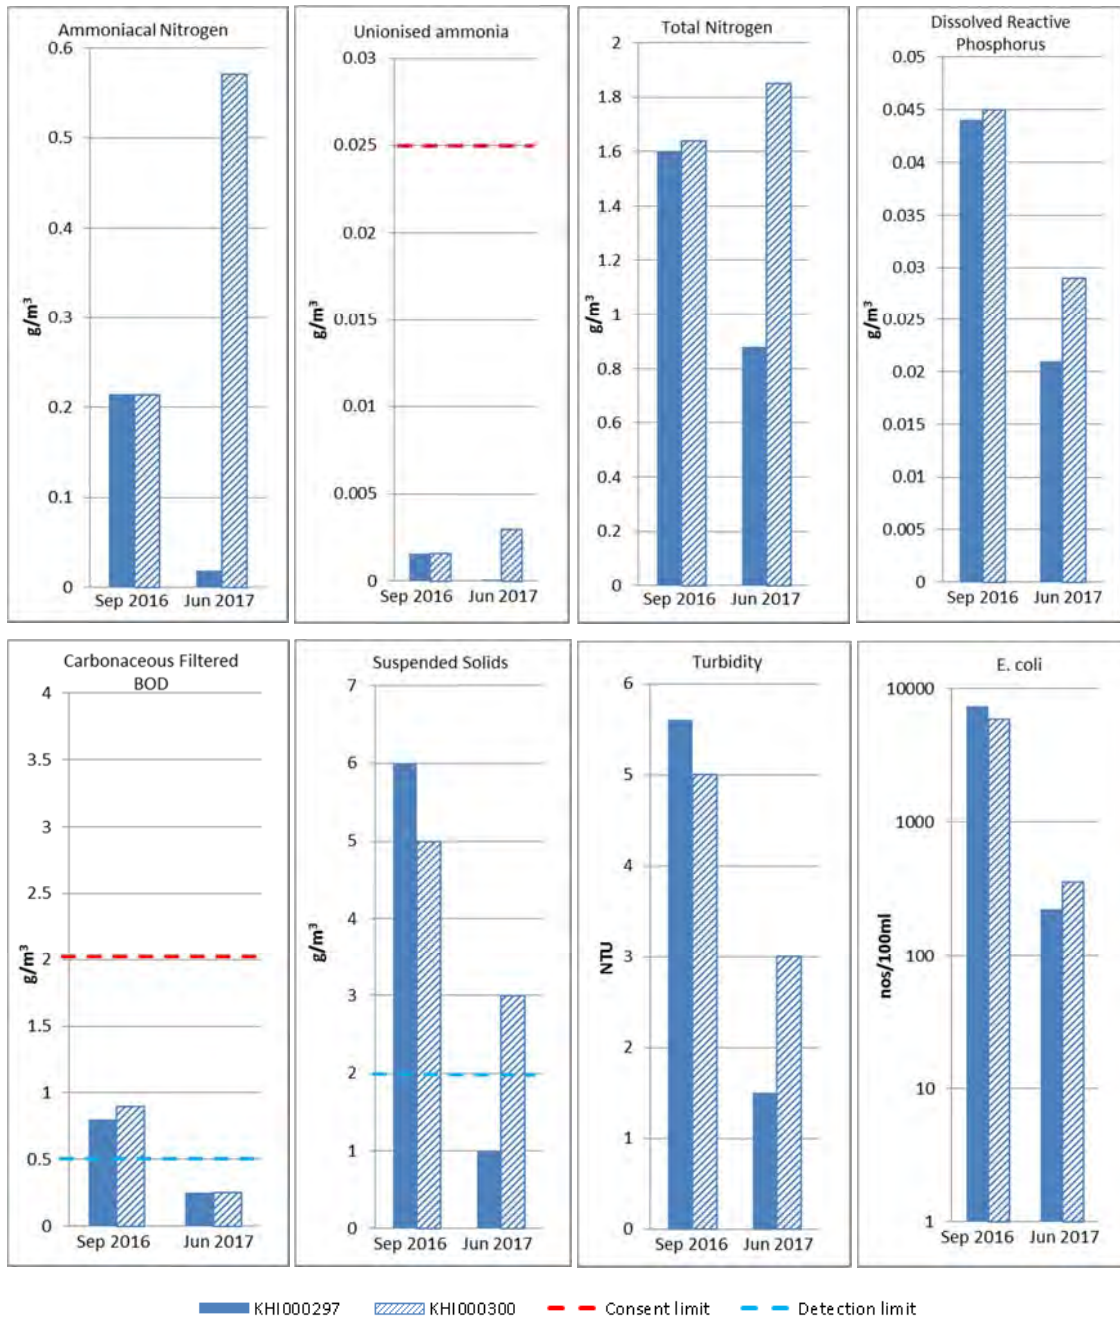 Ammoniacal Nitrogen
0.6
0.5
0.4
0.3
0.2
0.1
0
g/m³
Sep 2016 Jun 2017
Unionised ammonia
0.03
0.025
0.02
0.015
0.01
0.005
0
g/m³
Sep 2016 Jun 2017
Total Nitrogen
2
1.8
1.6
1.4
1.2
1
0.8
0.6
0.4
0.2
0
g/m³
Sep 2016 Jun 2017
Dissolved Reactive
Phosphorus
0.05
0.045
0.04
0.035
0.03
0.025
0.02
0.015
0.01
0.005
0
g/m³
Sep 2016 Jun 2017
Carbonaceous Filtered
BOD
4
3.5
3
2.5
2
1.5
1
0.5
0
g/m³
Sep 2016 Jun 2017
Suspended Solids
7
6
5
4
3
2
1
0
g/m³
Sep 2016 Jun 2017
Turbidity
6
5
4
3
2
1
0
NTU
Sep 2016 Jun 2017
E. coli
10000
1000
100
10
1
nos/100ml
Sep 2016 Jun 2017
KHI000297 KHI000300 Consent limit Detection limit